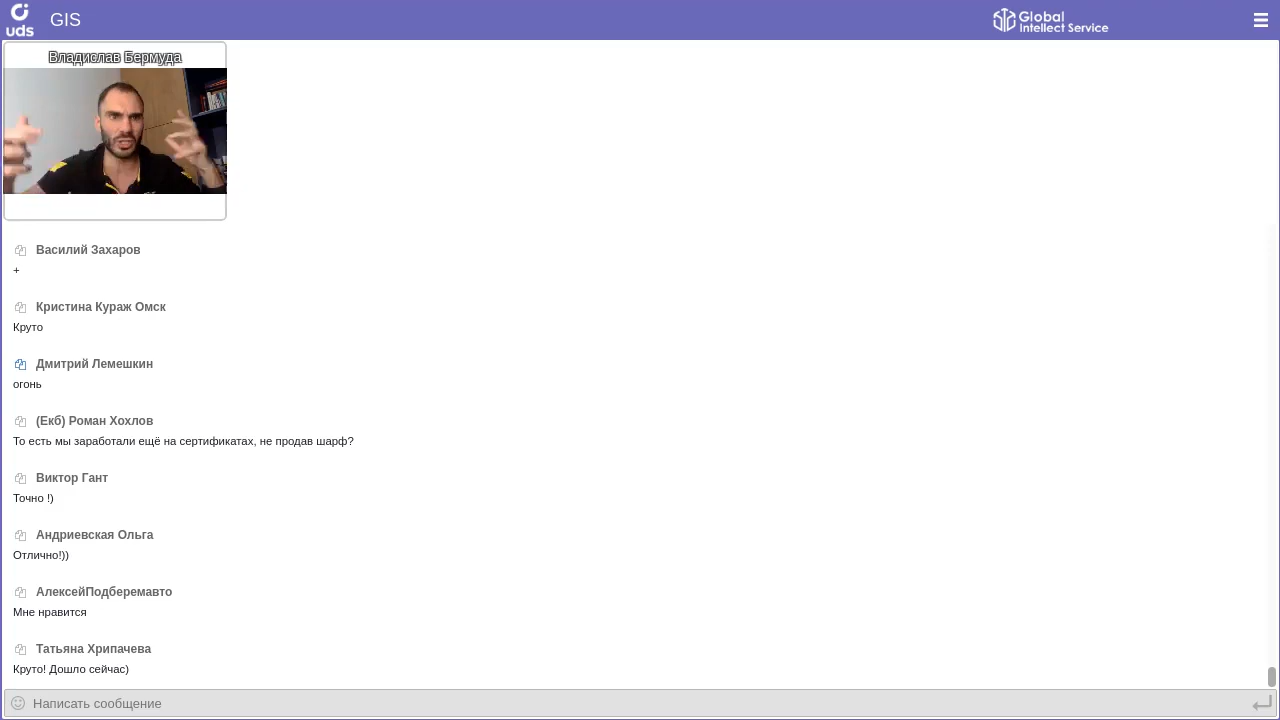 uds
GIS
Global
Intellect Service
Владислав Бермуда
Василий Захаров
+
Кристина Кураж Омск
Круто
Дмитрий Лемешкин
огонь
(Екб) Роман Хохлов
То есть мы заработали ещё на сертификатах, не продав шарф?
Виктор Гант
Точно !)
Андриевская Ольга
Отлично!))
АлексейПодберемавто
Мне нравится
Татьяна Хрипачева
Круто! Дошло сейчас)
Написать сообщение